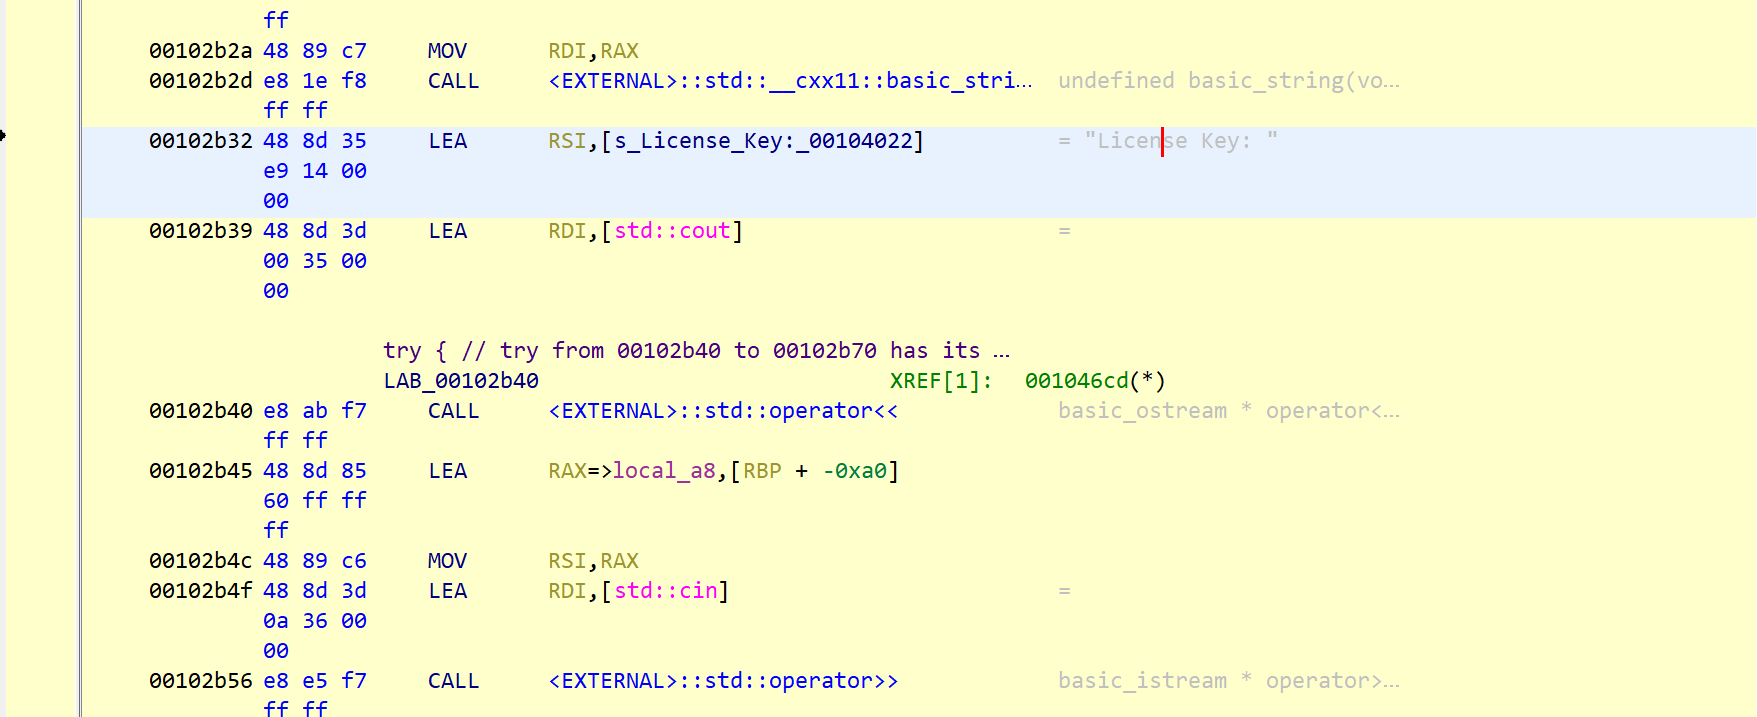 ff
00102b2a 48 89 c7 MOV RDI,RAX
00102b2d e8 1e f8 CALL <EXTERNAL>::std::__cxx11::basic_stri... undefined basic_string(vo...
ff ff
00102b32 48 8d 35 LEA RSI,[s_License_Key:_00104022] = "License Key: "
e9 14 00
00
00102b39 48 8d 3d LEA RDI,[std::cout] =
00 35 00
00
try { // try from 00102b40 to 00102b70 has its ...
LAB_00102b40 XREF[1]: 001046cd(*)
00102b40 e8 ab f7 CALL <EXTERNAL>::std::operator<< basic_ostream * operator<...
ff ff
00102b45 48 8d 85 LEA RAX=>local_a8,[RBP + -0xa0]
60 ff ff
ff
00102b4c 48 89 c6 MOV RSI,RAX
00102b4f 48 8d 3d LEA RDI,[std::cin] =
0a 36 00
00
00102b56 e8 e5 f7 CALL <EXTERNAL>::std::operator>> basic_istream * operator>...
ff ff